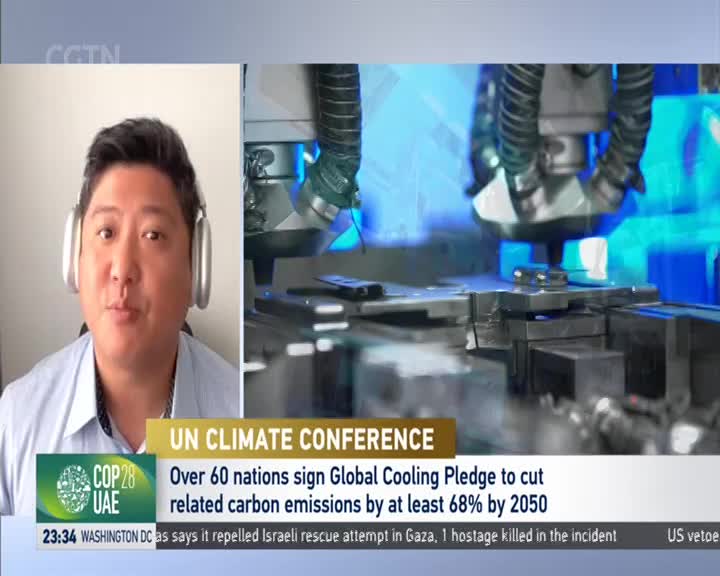 CGTN
UN CLIMATE CONFERENCE
COP28
UAE
Over 60 nations sign Global Cooling Pledge to cut
related carbon emissions by at least 68% by 2050
23:34 WASHINGTON DC as says it repelled Israeli rescue attempt in Gaza, 1 hostage killed in the incident US vetoe